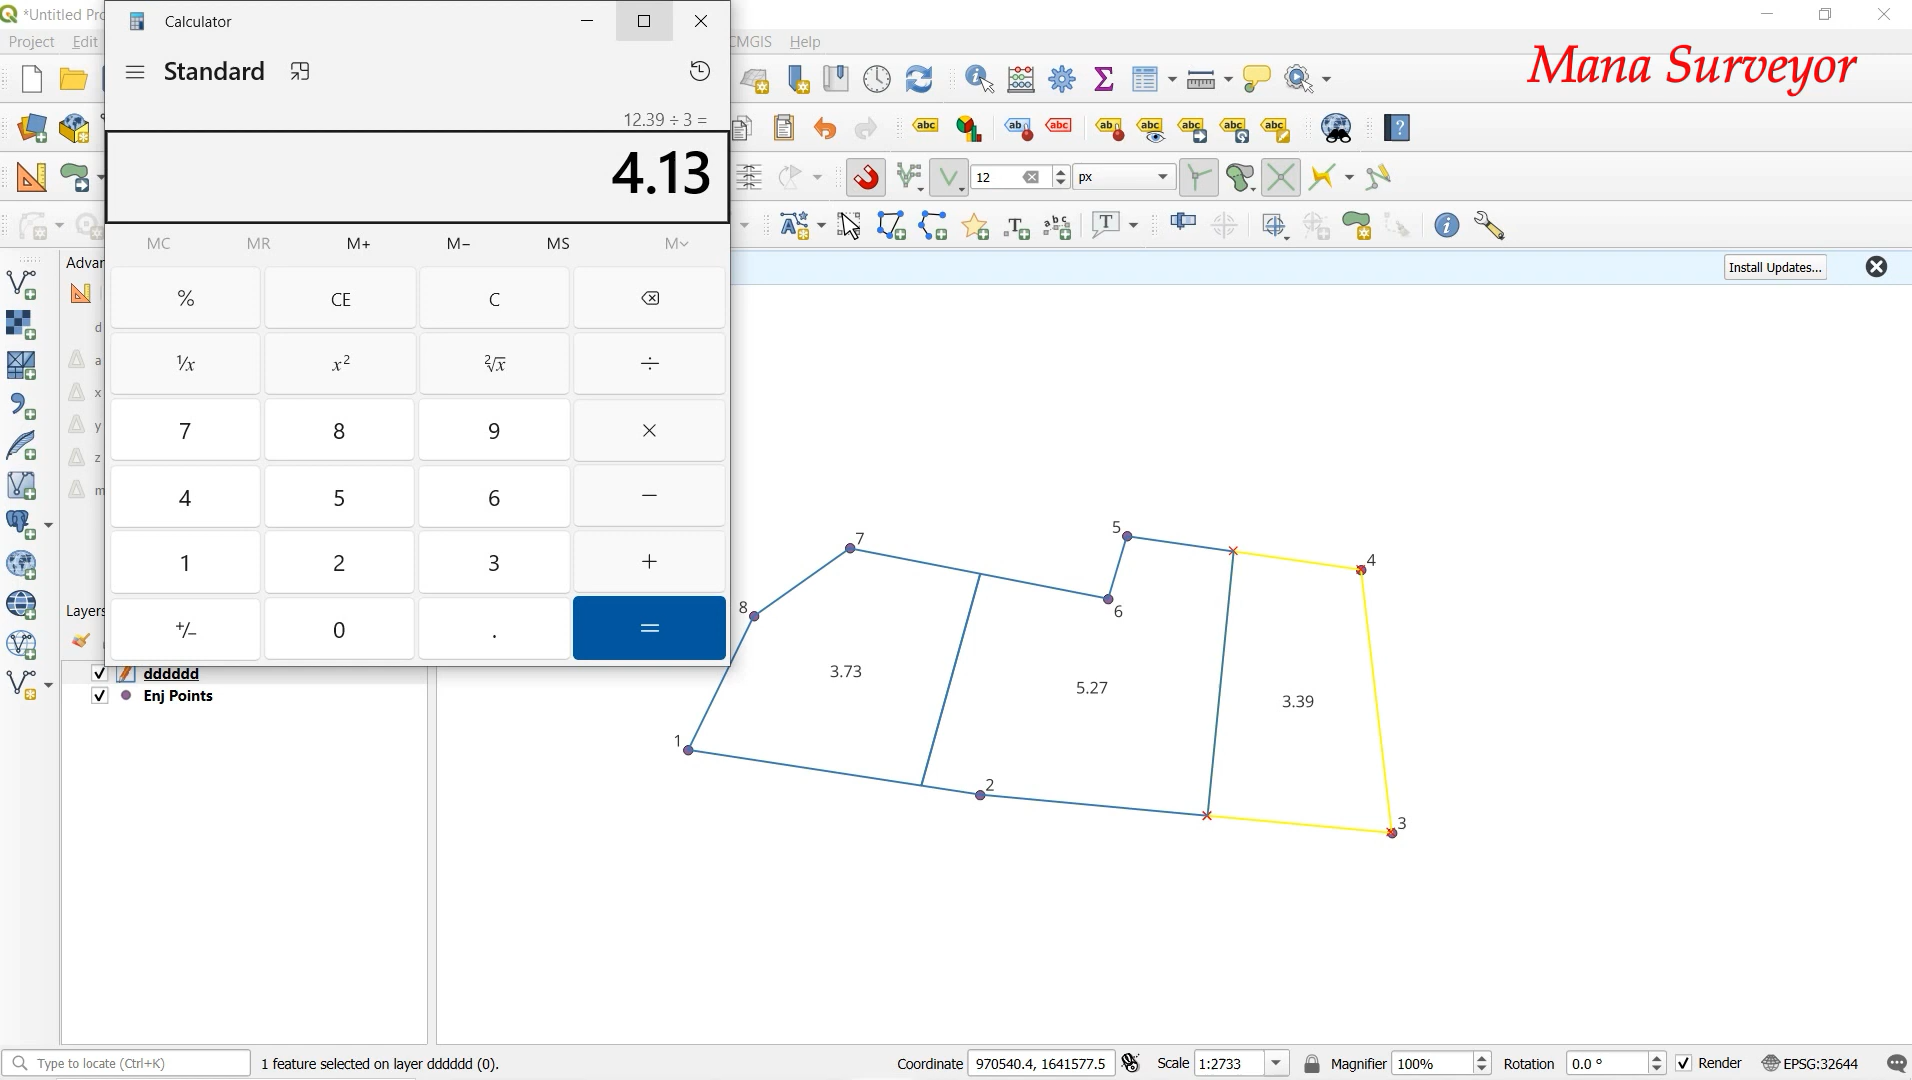 *Untitled Pro
Calculator
Project Edit
CMGIS Help
Mana Surveyor
Standard
12.39 ÷ 3 =
4.13
12 px
MC MR M+ M− MS M
Advan
Install Updates...
% CE C
d
¹/x x² ²√x ÷
a
x
7 8 9 ×
y
z
4 5 6 −
m
1 2 3 +
Layers
+/− 0 . =
7
5
4
8
6
3.73
5.27
3.39
1
2
3
dddddd
Enj Points
Type to locate (Ctrl+K) 1 feature selected on layer dddddd (0). Coordinate 970540.4, 1641577.5 Scale 1:2733 Magnifier 100% Rotation 0.0 ° Render EPSG:32644